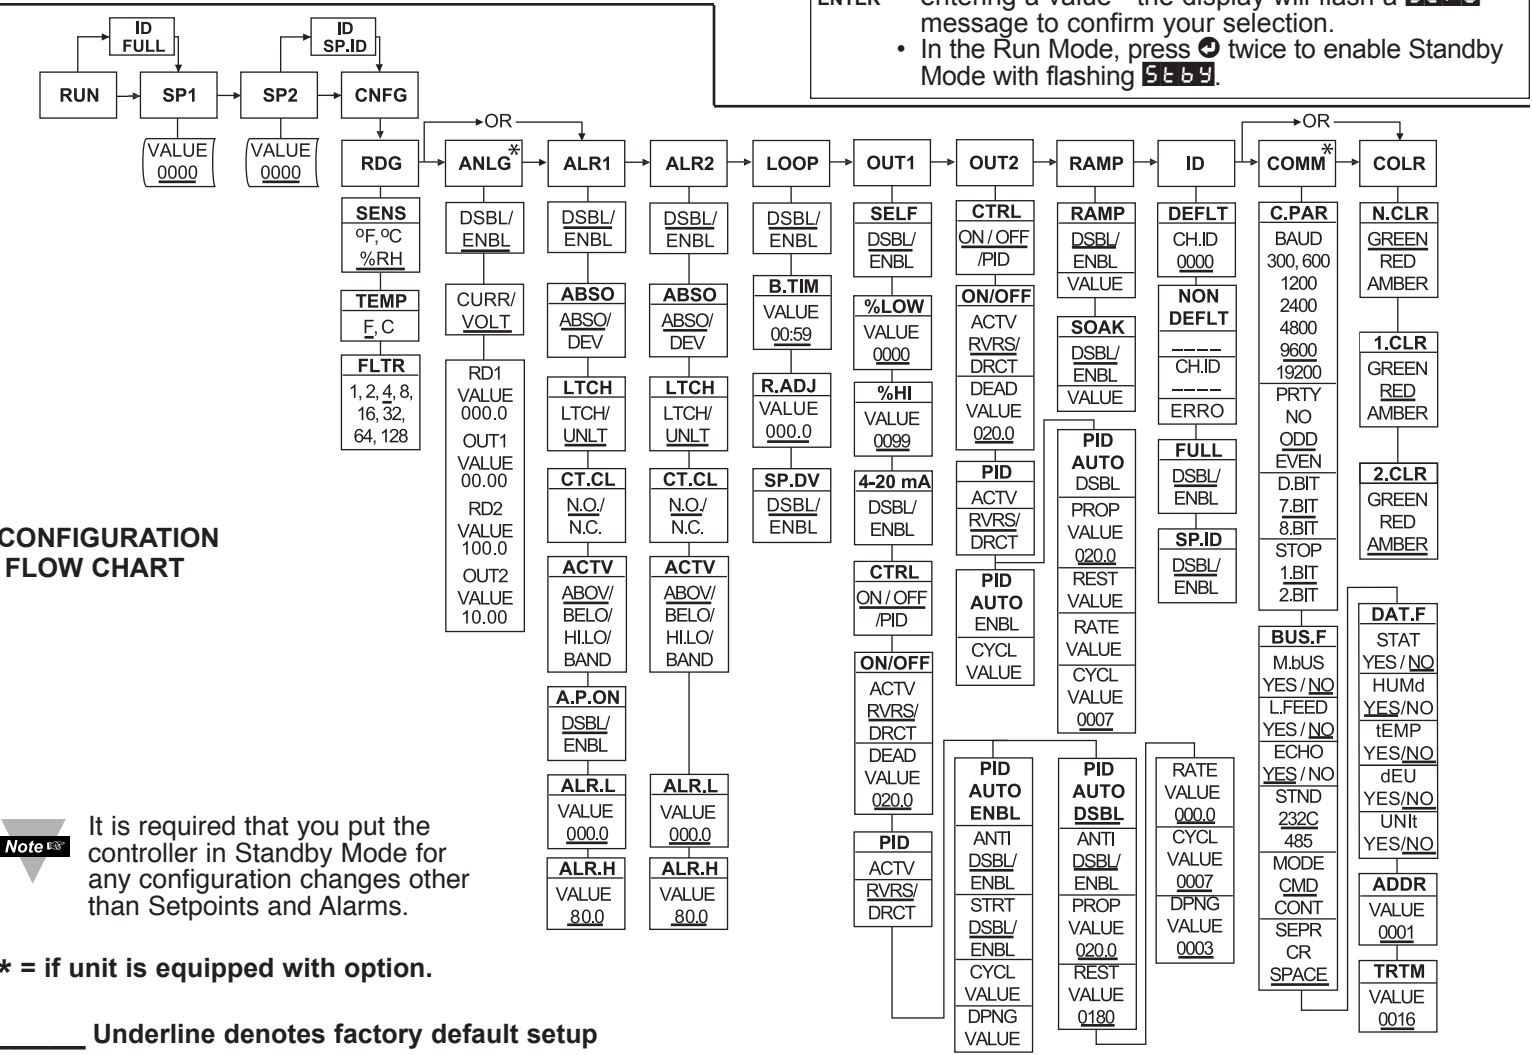 ENTER
entering a value - the display will flash a
message to confirm your selection.
• In the Run Mode, press twice to enable Standby
Mode with flashing Stby.
ID
FULL
ID
SP.ID
RUN
SP1
SP2
CNFG
VALUE
0000
VALUE
0000
OR
OR
RDG
ANLG*
ALR1
ALR2
LOOP
OUT1
OUT2
RAMP
ID
COMM*
COLR
SENS
ºF,ºC
%RH
TEMP
F, C
FLTR
1, 2, 4, 8,
16, 32,
64, 128
DSBL/
ENBL
CURR/
VOLT
RD1
VALUE
000.0
OUT1
VALUE
00.00
RD2
VALUE
100.0
OUT2
VALUE
10.00
DSBL/
ENBL
ABSO
ABSO/
DEV
LTCH
LTCH/
UNLT
CT.CL
N.O./
N.C.
ACTV
ABOV/
BELO/
HI.LO/
BAND
A.P.ON
DSBL/
ENBL
ALR.L
VALUE
000.0
ALR.H
VALUE
80.0
DSBL/
ENBL
ABSO
ABSO/
DEV
LTCH
LTCH/
UNLT
CT.CL
N.O./
N.C.
ACTV
ABOV/
BELO/
HI.LO/
BAND
ALR.L
VALUE
000.0
ALR.H
VALUE
80.0
DSBL/
ENBL
B.TIM
VALUE
00:59
R.ADJ
VALUE
000.0
SP.DV
DSBL/
ENBL
SELF
DSBL/
ENBL
%LOW
VALUE
0000
%HI
VALUE
0099
4-20 mA
DSBL/
ENBL
CTRL
ON / OFF
/PID
ON/OFF
ACTV
RVRS/
DRCT
DEAD
VALUE
020.0
PID
ACTV
RVRS/
DRCT
CTRL
ON / OFF
/PID
ON/OFF
ACTV
RVRS/
DRCT
DEAD
VALUE
020.0
PID
ACTV
RVRS/
DRCT
PID
AUTO
ENBL
CYCL
VALUE
PID
AUTO
ENBL
ANTI
DSBL/
ENBL
STRT
DSBL/
ENBL
CYCL
VALUE
DPNG
VALUE
RAMP
DSBL/
ENBL
VALUE
SOAK
DSBL/
ENBL
VALUE
PID
AUTO
DSBL
PROP
VALUE
020.0
REST
VALUE
RATE
VALUE
CYCL
VALUE
0007
PID
AUTO
DSBL
ANTI
DSBL/
ENBL
PROP
VALUE
020.0
REST
VALUE
0180
DEFLT
CH.ID
0000
NON
DEFLT
_ _ _ _
CH.ID
_ _ _ _
ERRO
FULL
DSBL/
ENBL
SP.ID
DSBL/
ENBL
RATE
VALUE
000.0
CYCL
VALUE
0007
DPNG
VALUE
0003
C.PAR
BAUD
300, 600
1200
2400
4800
9600
19200
PRTY
NO
ODD
EVEN
D.BIT
7.BIT
8.BIT
STOP
1.BIT
2.BIT
BUS.F
M.bUS
YES / NO
L.FEED
YES / NO
ECHO
YES / NO
STND
232C
485
MODE
CMD
CONT
SEPR
CR
SPACE
N.CLR
GREEN
RED
AMBER
1.CLR
GREEN
RED
AMBER
2.CLR
GREEN
RED
AMBER
DAT.F
STAT
YES / NO
HUMd
YES/NO
tEMP
YES/NO
dEU
YES/NO
UNIt
YES/NO
ADDR
VALUE
0001
TRTM
VALUE
0016
CONFIGURATION
FLOW CHART
Note
It is required that you put the
controller in Standby Mode for
any configuration changes other
than Setpoints and Alarms.
* = if unit is equipped with option.
Underline denotes factory default setup